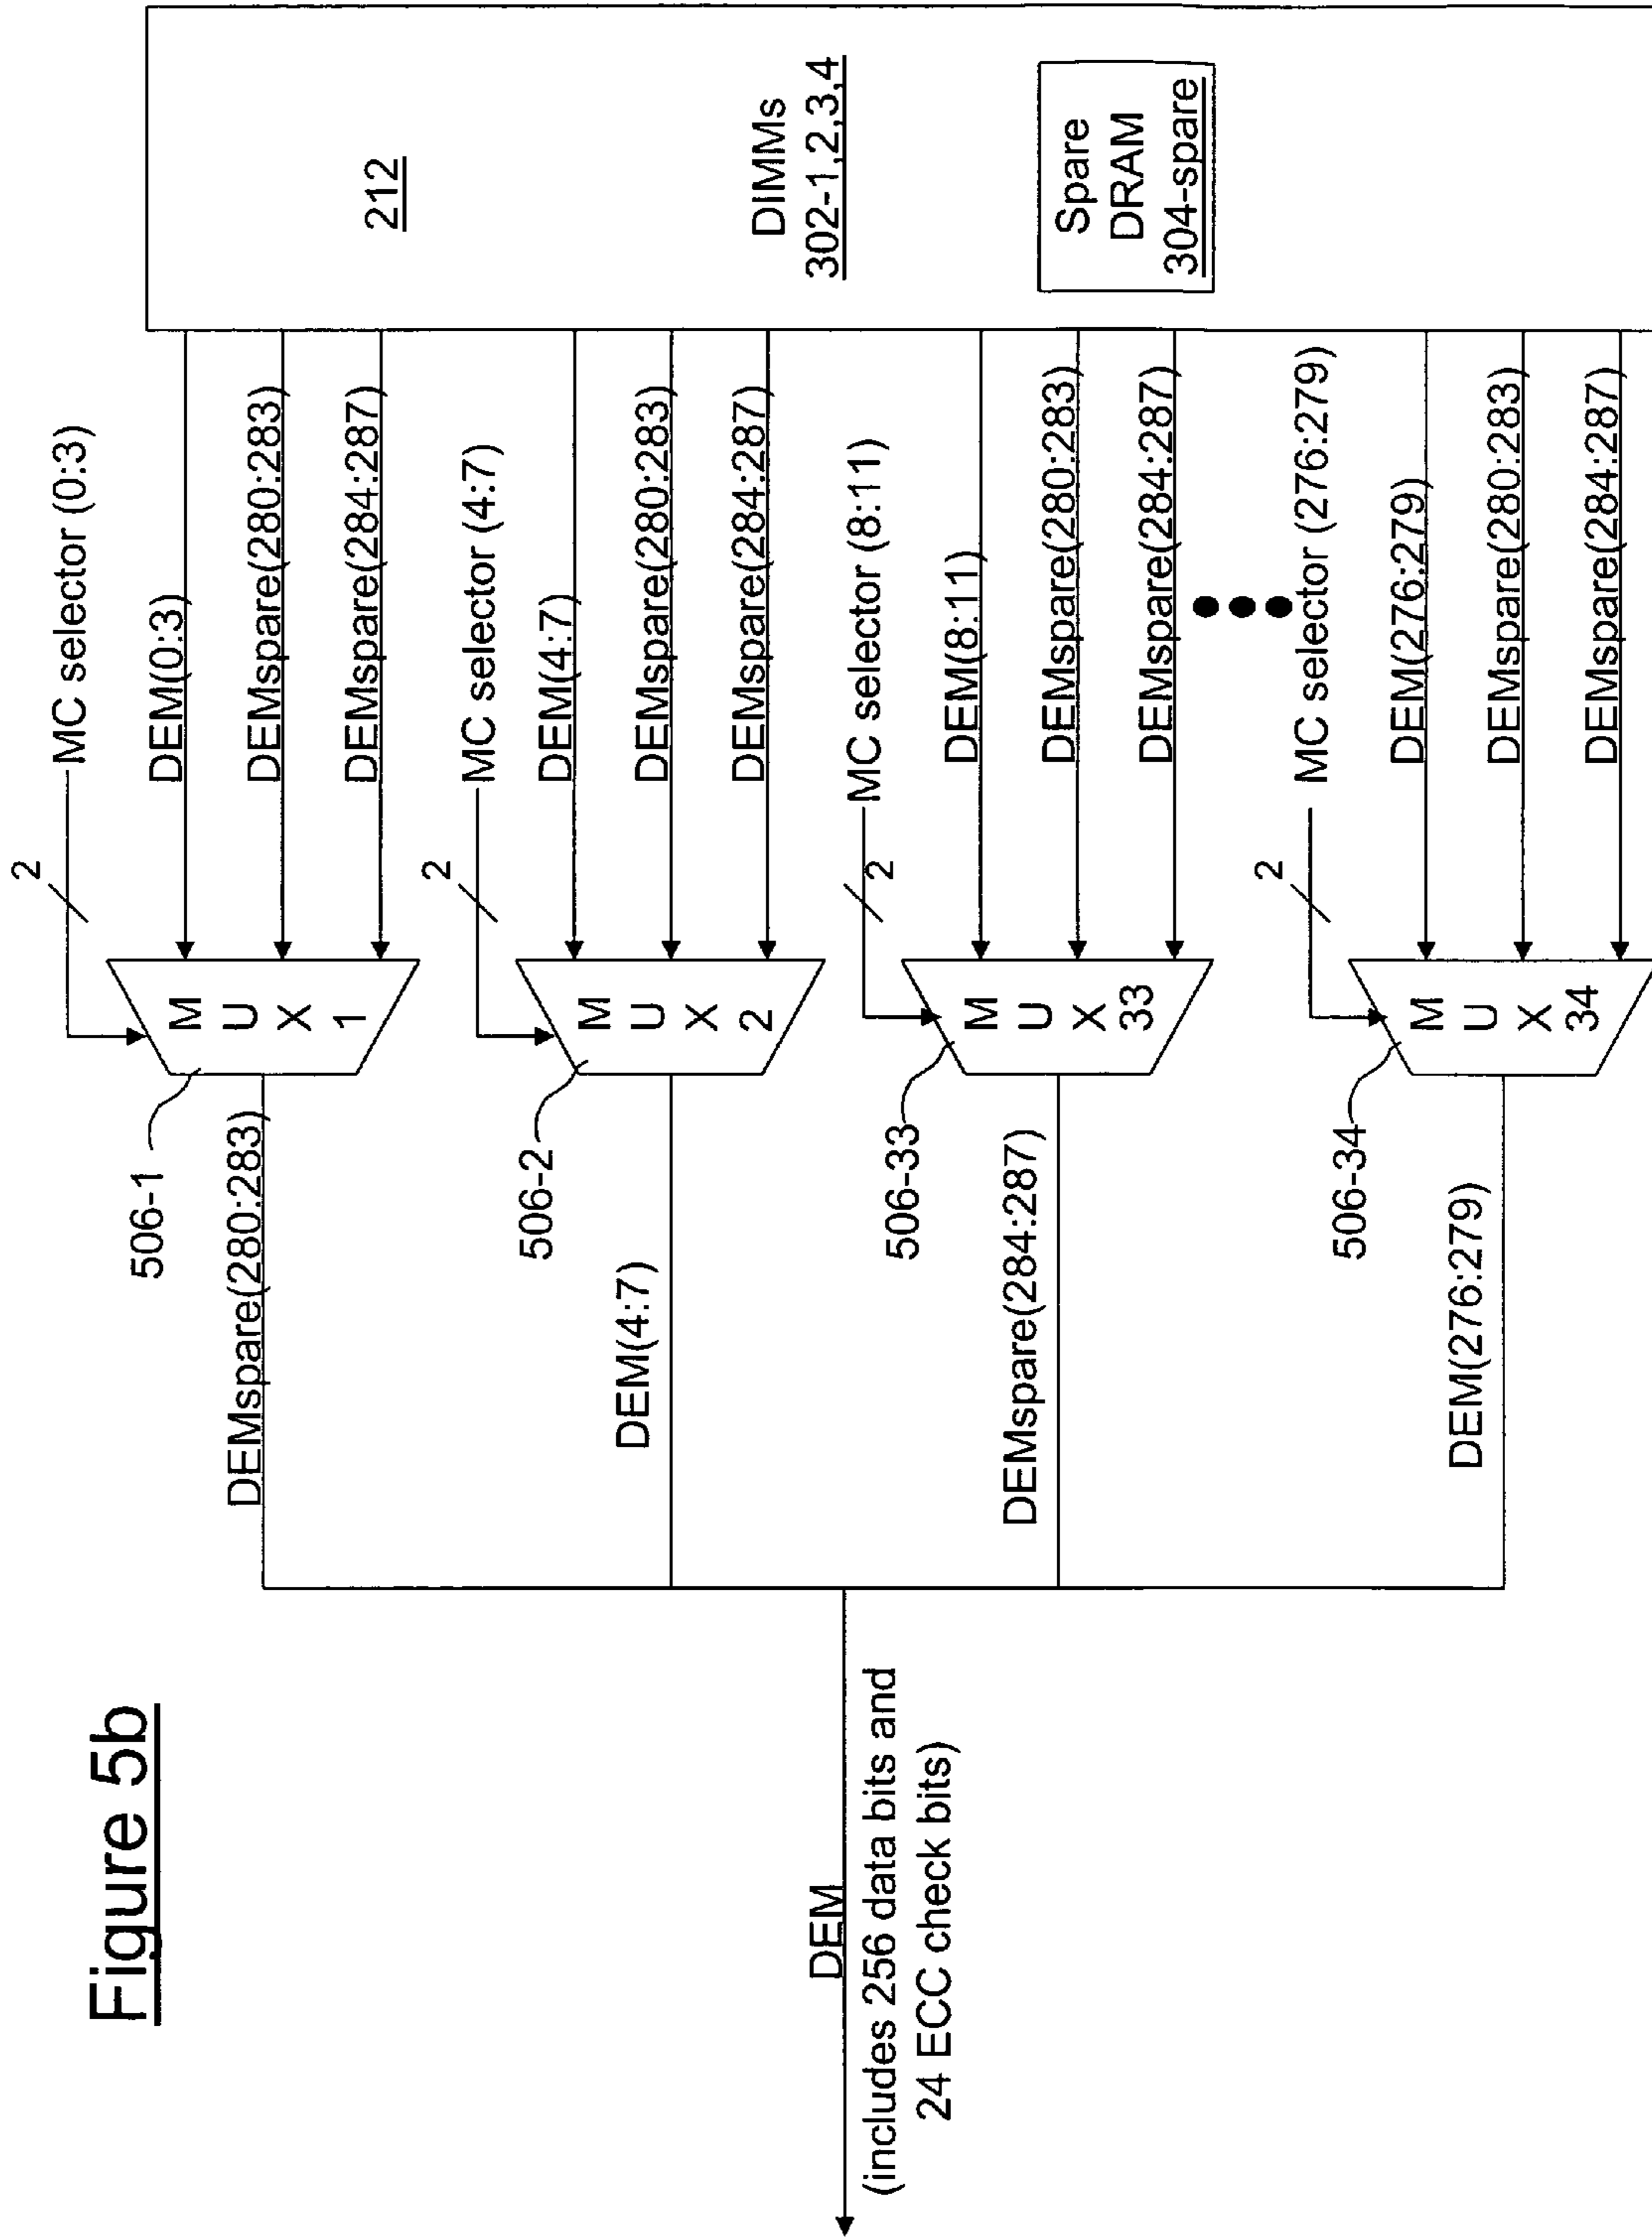 Figure 5b
MC selector (0:3)
2
DEM(0:3)
DEMspare(280:283)
DEMspare(284:287)
M
U
X
1
506-1
DEMspare(280:283)
MC selector (4:7)
2
DEM(4:7)
DEMspare(280:283)
DEMspare(284:287)
M
U
X
2
506-2
DEM(4:7)
MC selector (8:11)
2
DEM(8:11)
DEMspare(280:283)
DEMspare(284:287)
M
U
X
33
506-33
DEMspare(284:287)
MC selector (276:279)
2
DEM(276:279)
DEMspare(280:283)
DEMspare(284:287)
M
U
X
34
506-34
DEM(276:279)
212
DIMMs
302-1,2,3,4
Spare
DRAM
304-spare
DEM
(includes 256 data bits and
24 ECC check bits)